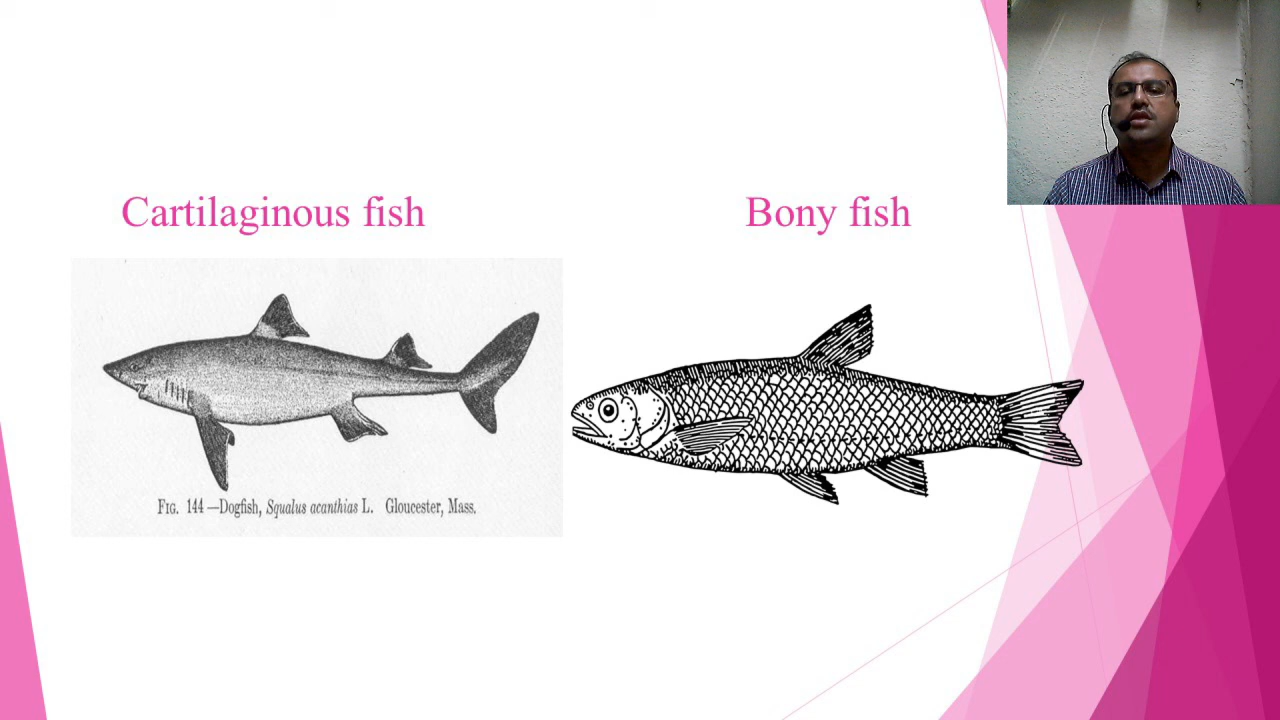 Cartilaginous fish
Bony fish
FIG. 144 —Dogfish, Squalus acanthias L. Gloucester, Mass.